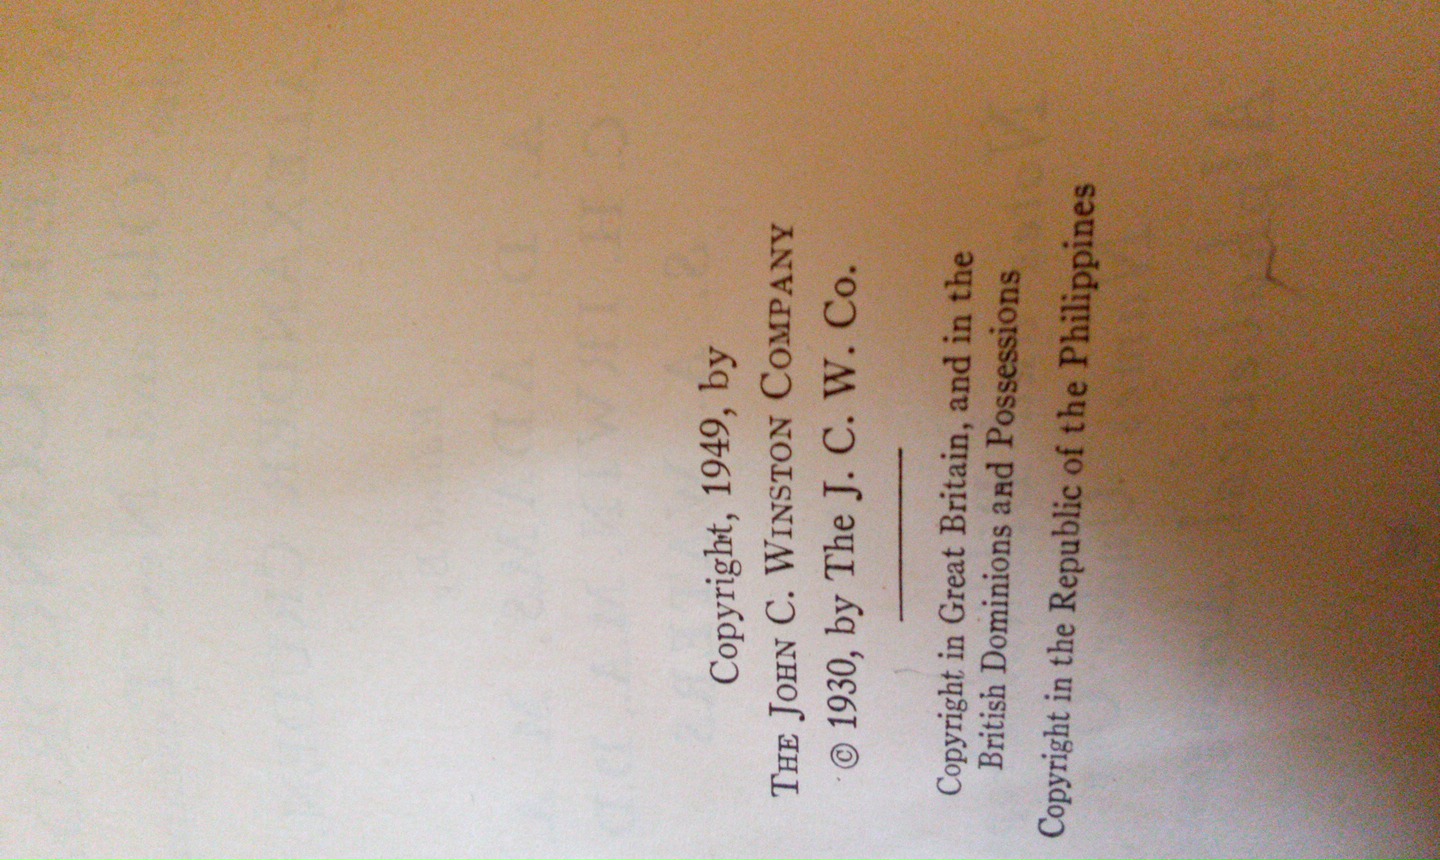 Copyright, 1949, by
THE JOHN C. WINSTON COMPANY
© 1930, by The J. C. W. Co.
Copyright in Great Britain, and in the
British Dominions and Possessions
Copyright in the Republic of the Philippines